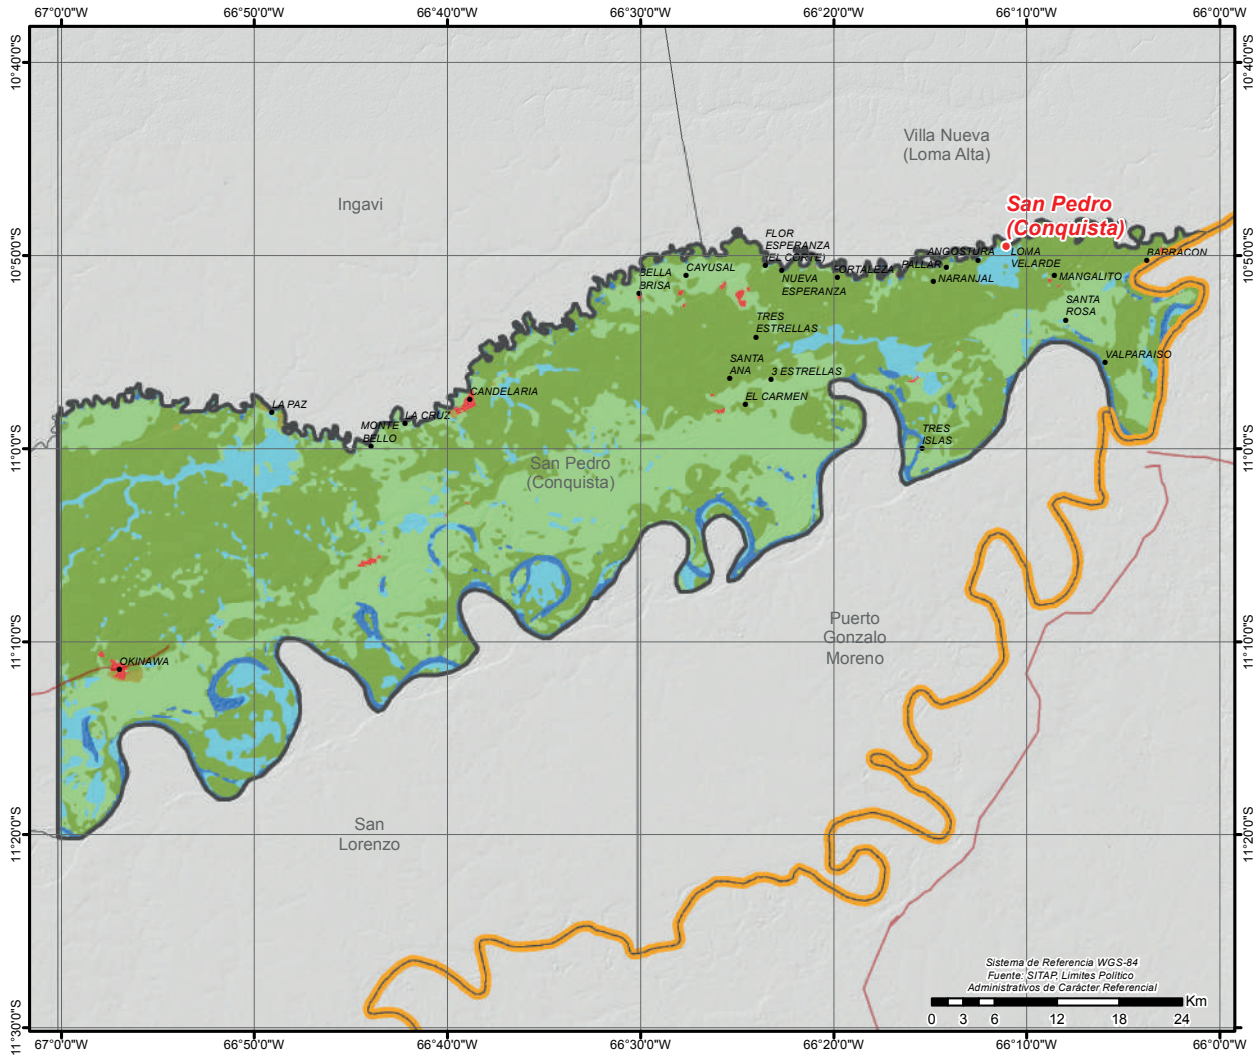 67°0'0"W
66°50'0"W
66°40'0"W
66°30'0"W
66°20'0"W
66°10'0"W
66°0'0"W
10°40'0"S
10°40'0"S
Villa Nueva
(Loma Alta)
Ingavi
San Pedro
(Conquista)
10°50'0"S
10°50'0"S
FLOR
ESPERANZA
(EL CORTE)
NUEVA
ESPERANZA
BELLA
BRISA
CAYUSAL
FORTALEZA
PALLAR
ANGOSTURA
NARANJAL
LOMA
VELARDE
MANGALITO
BARRACON
SANTA
ROSA
TRES
ESTRELLAS
SANTA
ANA
3 ESTRELLAS
EL CARMEN
VALPARAISO
CANDELARIA
LA PAZ
LA CRUZ
MONTE
BELLO
TRES
ISLAS
11°0'0"S
11°0'0"S
San Pedro
(Conquista)
11°10'0"S
11°10'0"S
Puerto
Gonzalo
Moreno
OKINAWA
11°20'0"S
11°20'0"S
San
Lorenzo
Sistema de Referencia WGS-84
Fuente: SITAP, Limites Político
Administrativos de Carácter Referencial
Km
0 3 6 12 18 24
11°30'0"S
11°30'0"S
67°0'0"W
66°50'0"W
66°40'0"W
66°30'0"W
66°20'0"W
66°10'0"W
66°0'0"W